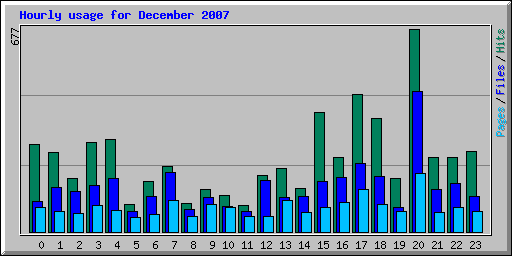 Hourly usage for December 2007
677
Pages/Files/Hits
0 1 2 3 4 5 6 7 8 9 10 11 12 13 14 15 16 17 18 19 20 21 22 23